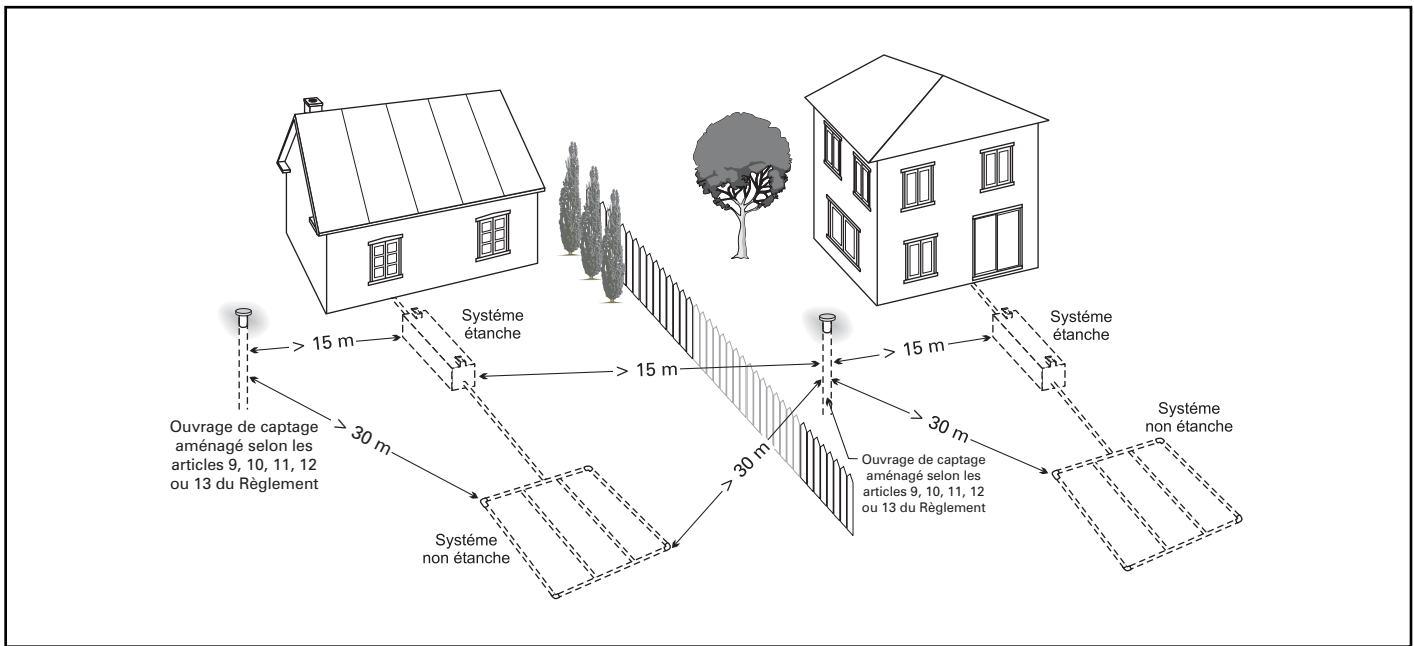 Systéme
étanche
> 15 m
Ouvrage de captage
aménagé selon les
articles 9, 10, 11, 12
ou 13 du Règlement
> 30 m
Systéme
non étanche
> 15 m
> 30 m
Systéme
étanche
> 15 m
Ouvrage de captage
aménagé selon les
articles 9, 10, 11, 12
ou 13 du Règlement
> 30 m
Systéme
non étanche